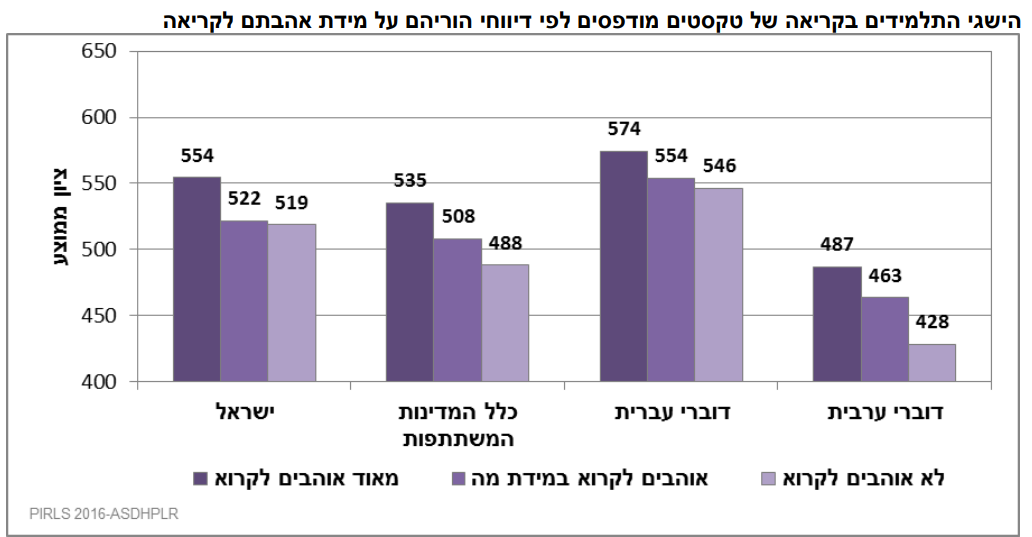 הישגי התלמידים בקריאה של טקסטים מודפסים לפי דיווחי הוריהם על מידת אהבתם לקריאה
650
600
550
500
450
400
ציון ממוצע
554
522
519
535
508
488
574
554
546
487
463
428
ישראל
כלל המדינות
המשתתפות
דוברי עברית
דוברי ערבית
מאוד אוהבים לקרוא
אוהבים לקרוא במידת מה
לא אוהבים לקרוא
PIRLS 2016-ASDHPLR